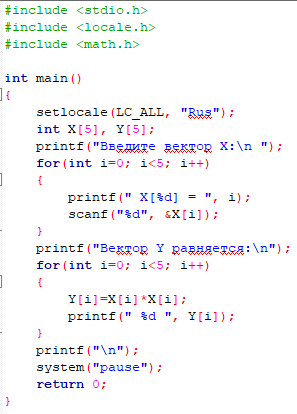 #include <stdio.h>
#include <locale.h>
#include <math.h>

int main()
{
    setlocale(LC_ALL, "Rus");
    int X[5], Y[5];
    printf("Введите вектор X:\n ");
    for(int i=0; i<5; i++)
    {
        printf(" X[%d] = ", i);
        scanf("%d", &X[i]);
    }
    printf("Вектор Y равняется:\n");
    for(int i=0; i<5; i++)
    {
        Y[i]=X[i]*X[i];
        printf(" %d ", Y[i]);
    }
    printf("\n");
    system("pause");
    return 0;
}